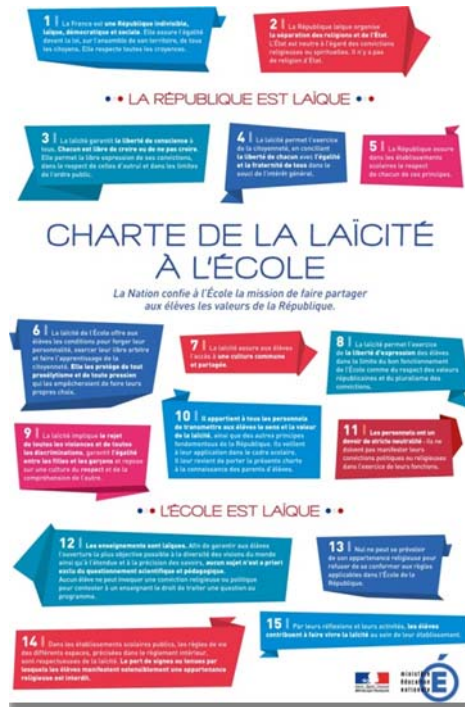 1 | La France est une République indivisible,
laïque, démocratique et sociale. Elle assure l'égalité
devant la loi, sur l'ensemble de son territoire, de tous
les citoyens. Elle respecte toutes les croyances.
2 | La République laïque organise
la séparation des religions et de l'État.
L'État est neutre à l'égard des convictions
religieuses ou spirituelles. Il n'y a pas
de religion d'État.
LA RÉPUBLIQUE EST LAÏQUE
3 | La laïcité garantit la liberté de conscience à
tous. Chacun est libre de croire ou de ne pas croire.
Elle permet la libre expression de ses convictions,
dans le respect de celles d'autrui et dans les limites
de l'ordre public.
4 | La laïcité permet l'exercice
de la citoyenneté, en conciliant
la liberté de chacun avec l'égalité
et la fraternité de tous dans le
souci de l'intérêt général.
5 | La République assure
dans les établissements
scolaires le respect
de chacun de ses principes.
CHARTE DE LA LAÏCITÉ
À L'ÉCOLE
La Nation confie à l'École la mission de faire partager
aux élèves les valeurs de la République.
6 | La laïcité de l'École offre aux
élèves les conditions pour forger leur
personnalité, exercer leur libre arbitre
et faire l'apprentissage de la
citoyenneté. Elle les protège de tout
prosélytisme et de toute pression
qui les empêcheraient de faire leurs
propres choix.
7 | La laïcité assure aux élèves
l'accès à une culture commune
et partagée.
8 | La laïcité permet l'exercice
de la liberté d'expression des élèves
dans la limite du bon fonctionnement
de l'École comme du respect des valeurs
républicaines et du pluralisme des
convictions.
9 | La laïcité implique le rejet
de toutes les violences et de toutes
les discriminations, garantit l'égalité
entre les filles et les garçons et repose
sur une culture du respect et de la
compréhension de l'autre.
10 | Il appartient à tous les personnels
de transmettre aux élèves le sens et la valeur
de la laïcité, ainsi que des autres principes
fondamentaux de la République. Ils veillent
à leur application dans le cadre scolaire.
Il leur revient de porter la présente charte
à la connaissance des parents d'élèves.
11 | Les personnels ont un
devoir de stricte neutralité : ils ne
doivent pas manifester leurs
convictions politiques ou religieuses
dans l'exercice de leurs fonctions.
L'ÉCOLE EST LAÏQUE
12 | Les enseignements sont laïques. Afin de garantir aux élèves
l'ouverture la plus objective possible à la diversité des visions du monde
ainsi qu'à l'étendue et à la précision des savoirs, aucun sujet n'est a priori
exclu du questionnement scientifique et pédagogique.
Aucun élève ne peut invoquer une conviction religieuse ou politique
pour contester à un enseignant le droit de traiter une question au
programme.
13 | Nul ne peut se prévaloir
de son appartenance religieuse pour
refuser de se conformer aux règles
applicables dans l'École de la
République.
14 | Dans les établissements scolaires publics, les règles de vie
des différents espaces, précisées dans le règlement intérieur,
sont respectueuses de la laïcité. Le port de signes ou tenues par
lesquels les élèves manifestent ostensiblement une appartenance
religieuse est interdit.
15 | Par leurs réflexions et leurs activités, les élèves
contribuent à faire vivre la laïcité au sein de leur établissement.
ministère
éducation
nationale
É